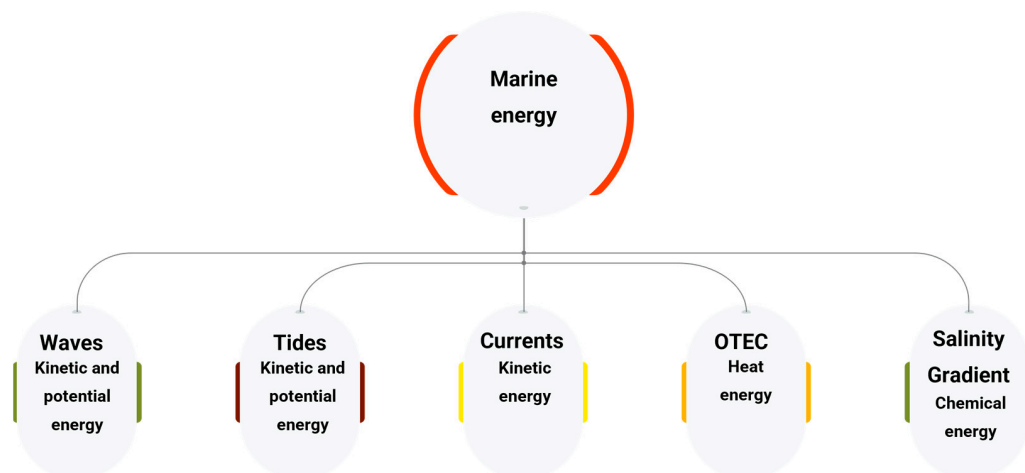 Marine
energy
Waves
Kinetic and
potential
energy
Tides
Kinetic and
potential
energy
Currents
Kinetic
energy
OTEC
Heat
energy
Salinity
Gradient
Chemical
energy